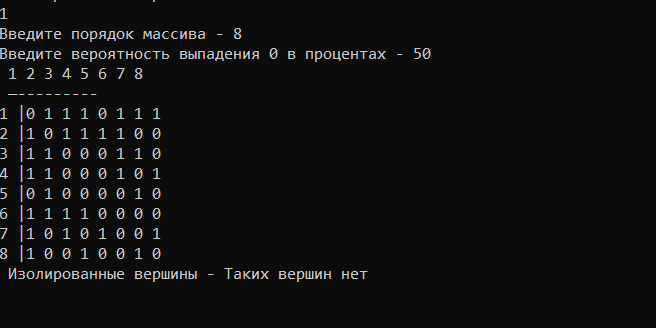 1
Введите порядок массива - 8
Введите вероятность выпадения 0 в процентах - 50
1 2 3 4 5 6 7 8
—---------
1 |0 1 1 1 0 1 1 1
2 |1 0 1 1 1 1 0 0
3 |1 1 0 0 0 1 1 0
4 |1 1 0 0 0 1 0 1
5 |0 1 0 0 0 0 1 0
6 |1 1 1 1 0 0 0 0
7 |1 0 1 0 1 0 0 1
8 |1 0 0 1 0 0 1 0
Изолированные вершины - Таких вершин нет